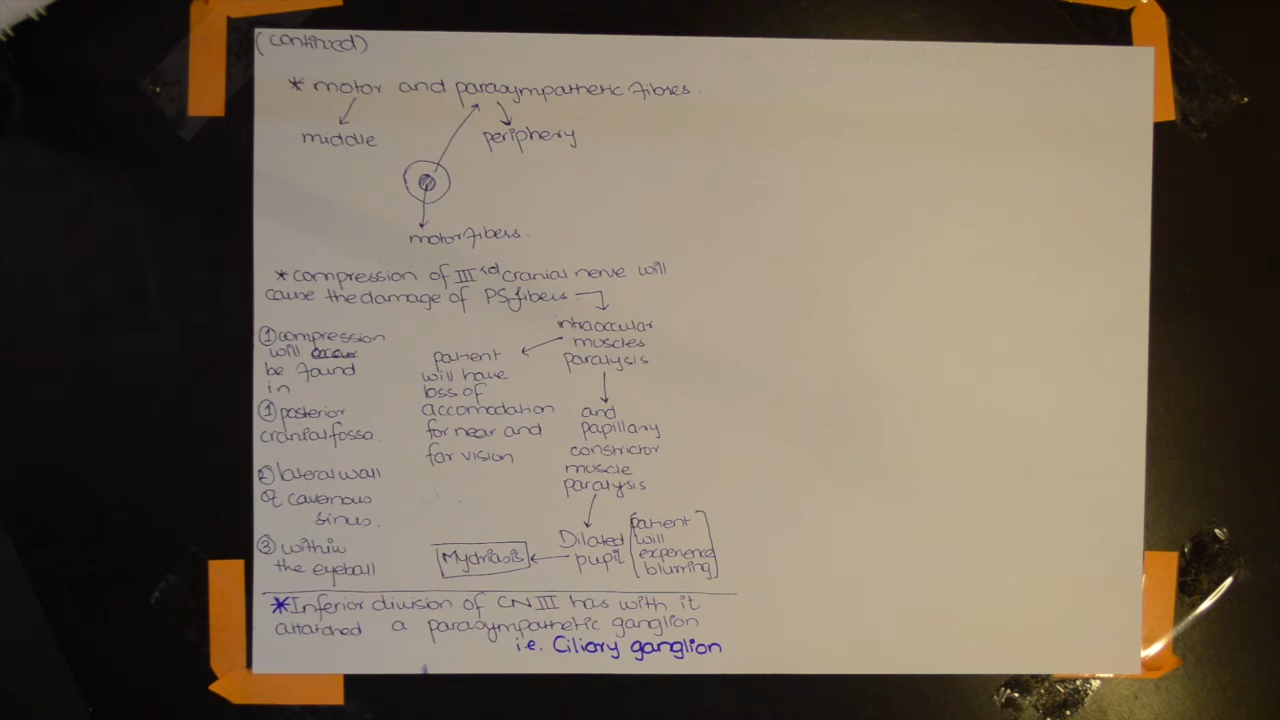 (continued)
* motor and parasympathetic fibres.
middle
periphery
motor fibers.
* compression of III rd cranial nerve will
cause the damage of PS fibers
intraoccular
muscles
paralysis
patient
will have
loss of
accomodation
for near and
far vision
and
papillary
constrictor
muscle
paralysis
Dilated
pupil
patient
will
experience
blurring
Mydriasis
① compression
will
be found
in
① posterior
cranial fossa.
② lateral wall
of cavernous
sinus.
③ within
the eyeball
* Inferior division of CN III has with it
attatched a parasympathetic ganglion
i.e. Ciliary ganglion